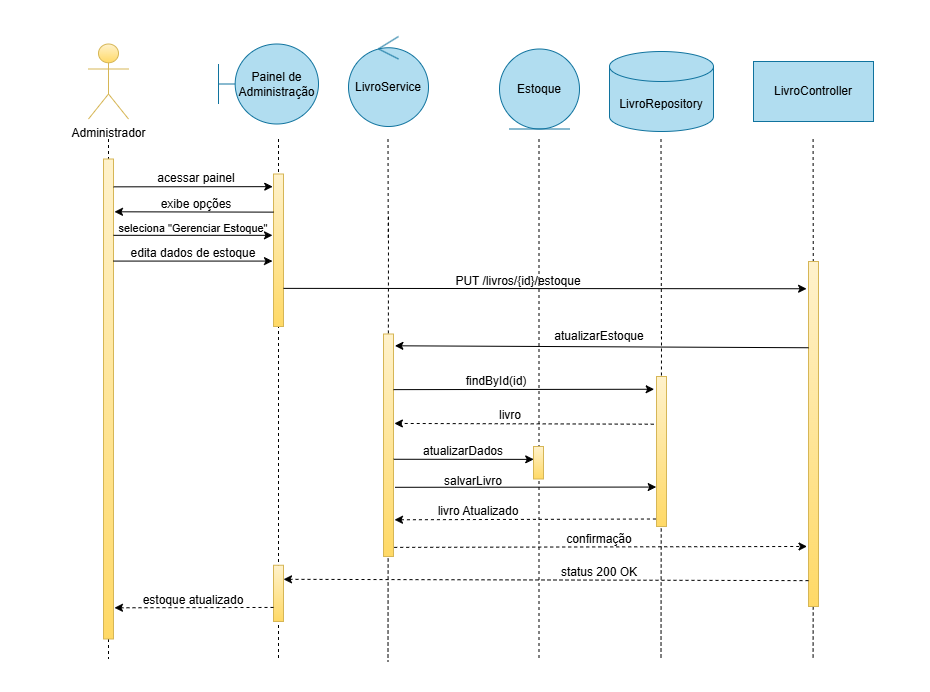 Administrador
Painel de
Administração
LivroService
Estoque
LivroRepository
LivroController
acessar painel
exibe opções
seleciona "Gerenciar Estoque"
edita dados de estoque
PUT /livros/{id}/estoque
atualizarEstoque
findById(id)
livro
atualizarDados
salvarLivro
livro Atualizado
confirmação
status 200 OK
estoque atualizado